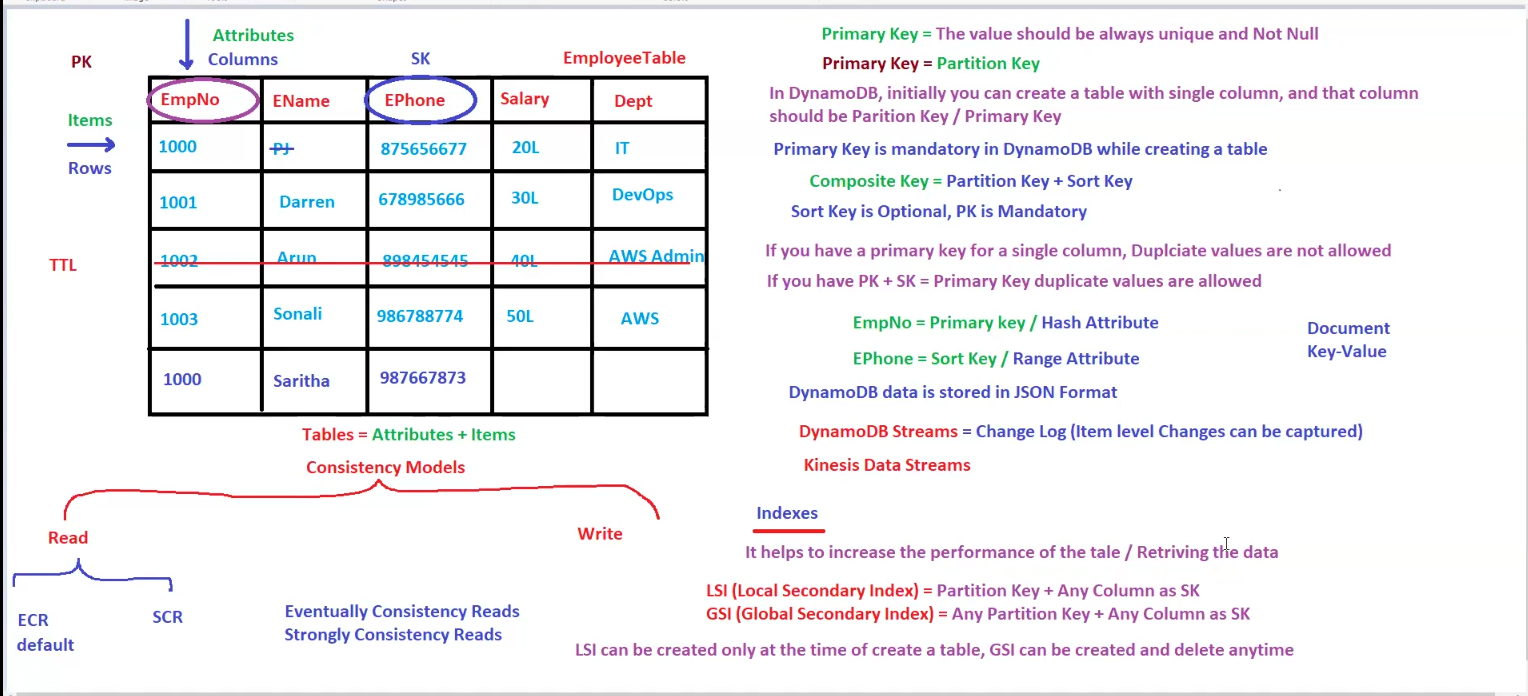 Attributes
Columns
PK
SK
EmployeeTable
EmpNo EName EPhone Salary Dept
Items
Rows
1000 PJ 875656677 20L IT
1001 Darren 678985666 30L DevOps
TTL
1002 Arun 898454545 40L AWS Admin
1003 Sonali 986788774 50L AWS
1000 Saritha 987667873
Tables = Attributes + Items
Consistency Models
Read
Write
ECR
default
SCR
Eventually Consistency Reads
Strongly Consistency Reads
Primary Key = The value should be always unique and Not Null
Primary Key = Partition Key
In DynamoDB, initially you can create a table with single column, and that column
should be Parition Key / Primary Key
Primary Key is mandatory in DynamoDB while creating a table
Composite Key = Partition Key + Sort Key
Sort Key is Optional, PK is Mandatory
If you have a primary key for a single column, Duplciate values are not allowed
If you have PK + SK = Primary Key duplicate values are allowed
EmpNo = Primary key / Hash Attribute
EPhone = Sort Key / Range Attribute
Document
Key-Value
DynamoDB data is stored in JSON Format
DynamoDB Streams = Change Log (Item level Changes can be captured)
Kinesis Data Streams
Indexes
It helps to increase the performance of the tale / Retriving the data
LSI (Local Secondary Index) = Partition Key + Any Column as SK
GSI (Global Secondary Index) = Any Partition Key + Any Column as SK
LSI can be created only at the time of create a table, GSI can be created and delete anytime